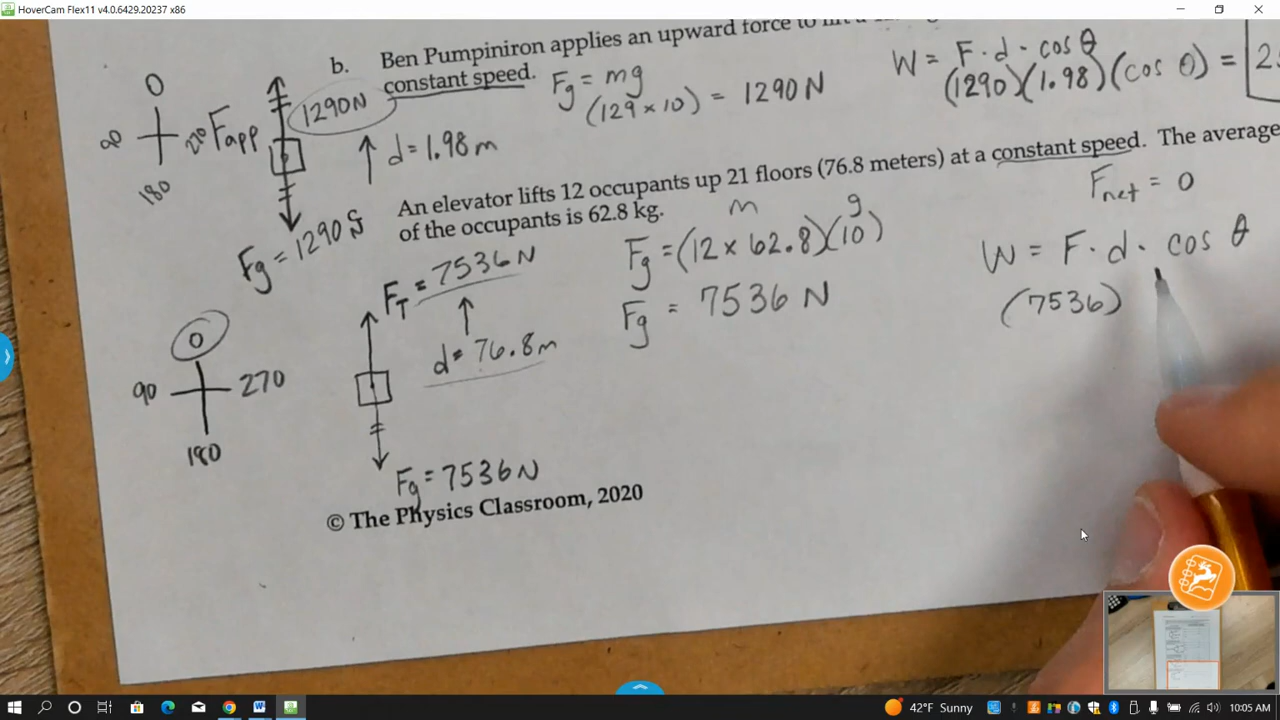 HoverCam Flex11 v4.0.6429.20237 x86
b. Ben Pumpiniron applies an upward force to lift a
constant speed.
Fg = mg
(129 x 10) = 1290 N
W = F · d · cos θ
(1290)(1.98)(cos θ) = 2
0
90
270
180
Fapp
1290N
d = 1.98 m
Fg = 1290
An elevator lifts 12 occupants up 21 floors (76.8 meters) at a constant speed. The average
of the occupants is 62.8 kg.
Fnet = 0
m
g
Fg = (12 x 62.8)(10)
Fg = 7536 N
W = F · d · cos θ
(7536)
FT = 7536 N
d = 76.8m
0
90
270
180
Fg = 7536 N
© The Physics Classroom, 2020
42°F Sunny
10:05 AM